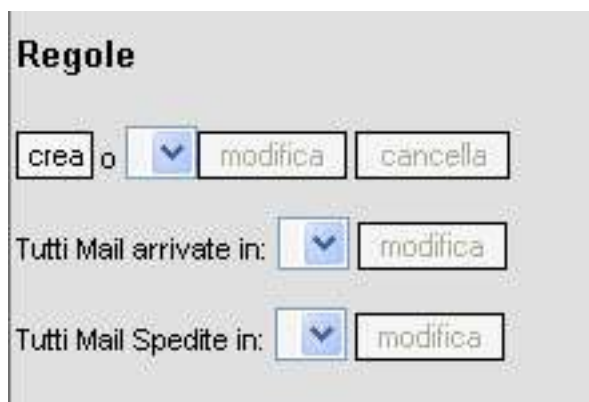 Regole
crea o modifica cancella
Tutti Mail arrivate in: modifica
Tutti Mail Spedite in: modifica